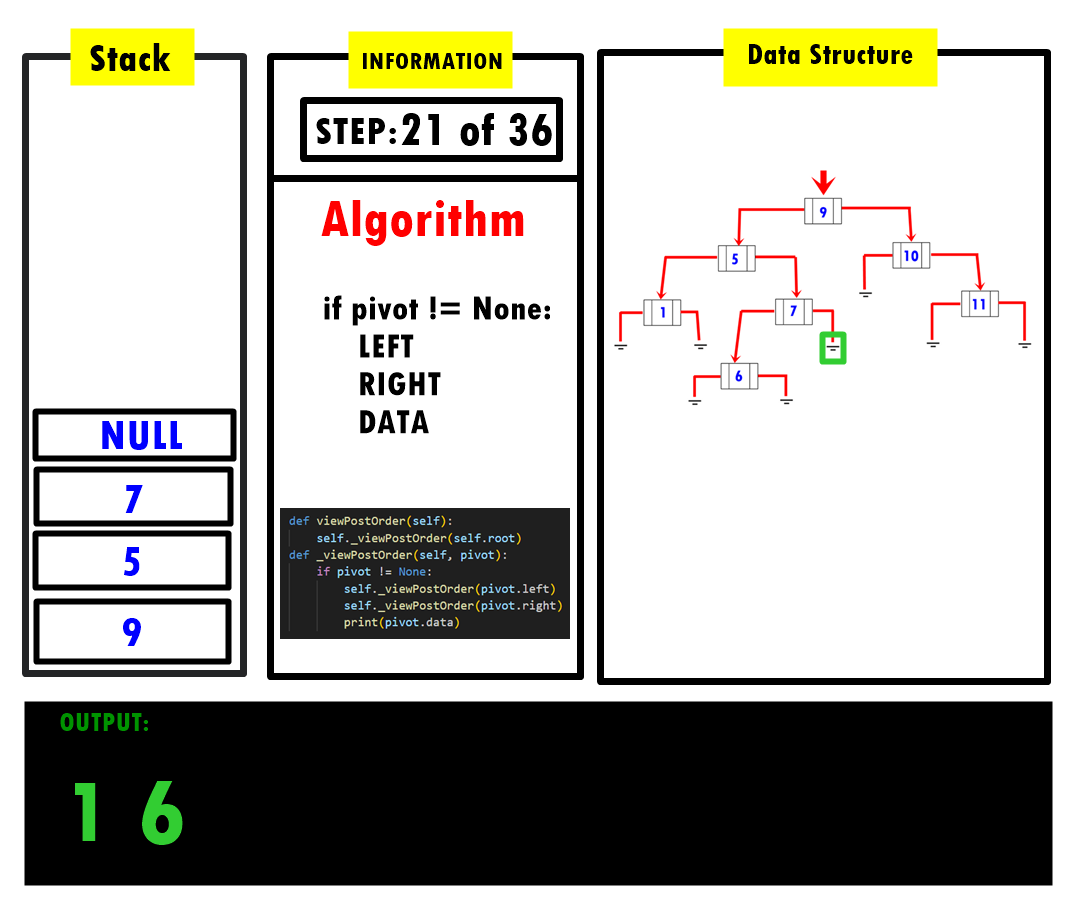 Stack
NULL
7
5
9
INFORMATION
STEP:21 of 36
Algorithm
if pivot != None:
LEFT
RIGHT
DATA
def viewPostOrder(self):
self._viewPostOrder(self.root)
def _viewPostOrder(self, pivot):
if pivot != None:
self._viewPostOrder(pivot.left)
self._viewPostOrder(pivot.right)
print(pivot.data)
Data Structure
9
5
10
1
7
11
6
OUTPUT:
1 6